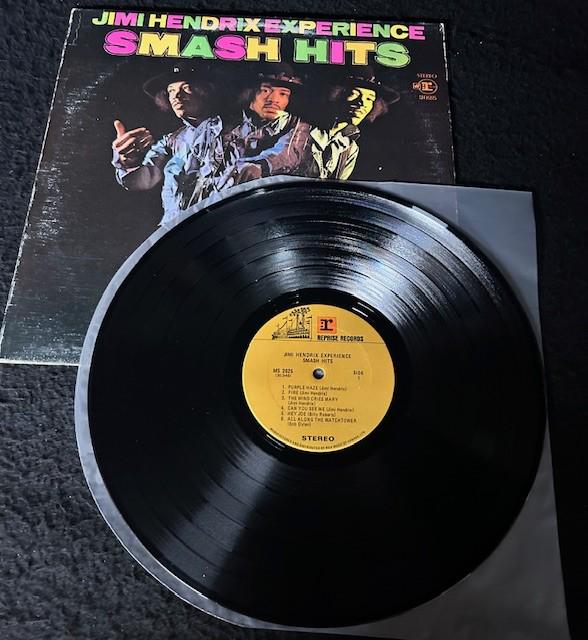 JIMI HENDRIX EXPERIENCE
SMASH HITS
STEREO
r
REPRISE RECORDS
JIMI HENDRIX EXPERIENCE
SMASH HITS
MS 2025
SIDE
1
1. PURPLE HAZE (Jimi Hendrix)
2. FIRE (Jimi Hendrix)
3. THE WIND CRIES MARY
(Jimi Hendrix)
4. CAN YOU SEE ME (Jimi Hendrix)
5. HEY JOE (Billy Roberts)
6. ALL ALONG THE WATCHTOWER
(Bob Dylan)
STEREO